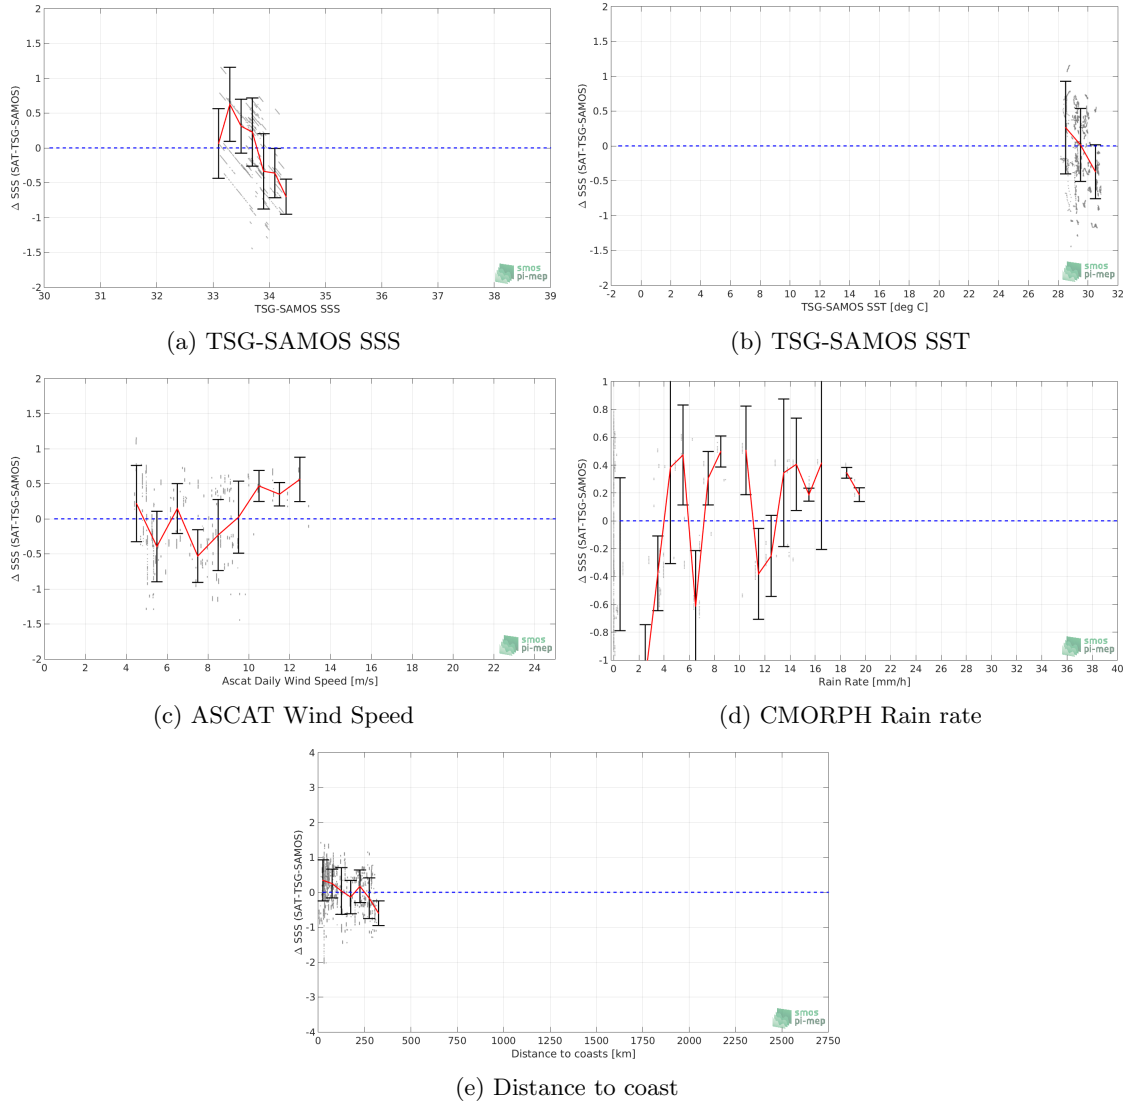 2
1.5
1
0.5
0
-0.5
-1
-1.5
-2
Δ SSS (SAT-TSG-SAMOS)
30 31 32 33 34 35 36 37 38 39
TSG-SAMOS SSS
smos
pi-mep
(a) TSG-SAMOS SSS
2
1.5
1
0.5
0
-0.5
-1
-1.5
-2
Δ SSS (SAT-TSG-SAMOS)
-2 0 2 4 6 8 10 12 14 16 18 20 22 24 26 28 30 32
TSG-SAMOS SST [deg C]
smos
pi-mep
(b) TSG-SAMOS SST
2
1.5
1
0.5
0
-0.5
-1
-1.5
-2
Δ SSS (SAT-TSG-SAMOS)
0 2 4 6 8 10 12 14 16 18 20 22 24
Ascat Daily Wind Speed [m/s]
smos
pi-mep
(c) ASCAT Wind Speed
1
0.8
0.6
0.4
0.2
0
-0.2
-0.4
-0.6
-0.8
-1
Δ SSS (SAT-TSG-SAMOS)
0 2 4 6 8 10 12 14 16 18 20 22 24 26 28 30 32 34 36 38 40
Rain Rate [mm/h]
smos
pi-mep
(d) CMORPH Rain rate
4
3
2
1
0
-1
-2
-3
-4
Δ SSS (SAT-TSG-SAMOS)
0 250 500 750 1000 1250 1500 1750 2000 2250 2500 2750
Distance to coasts [km]
smos
pi-mep
(e) Distance to coast